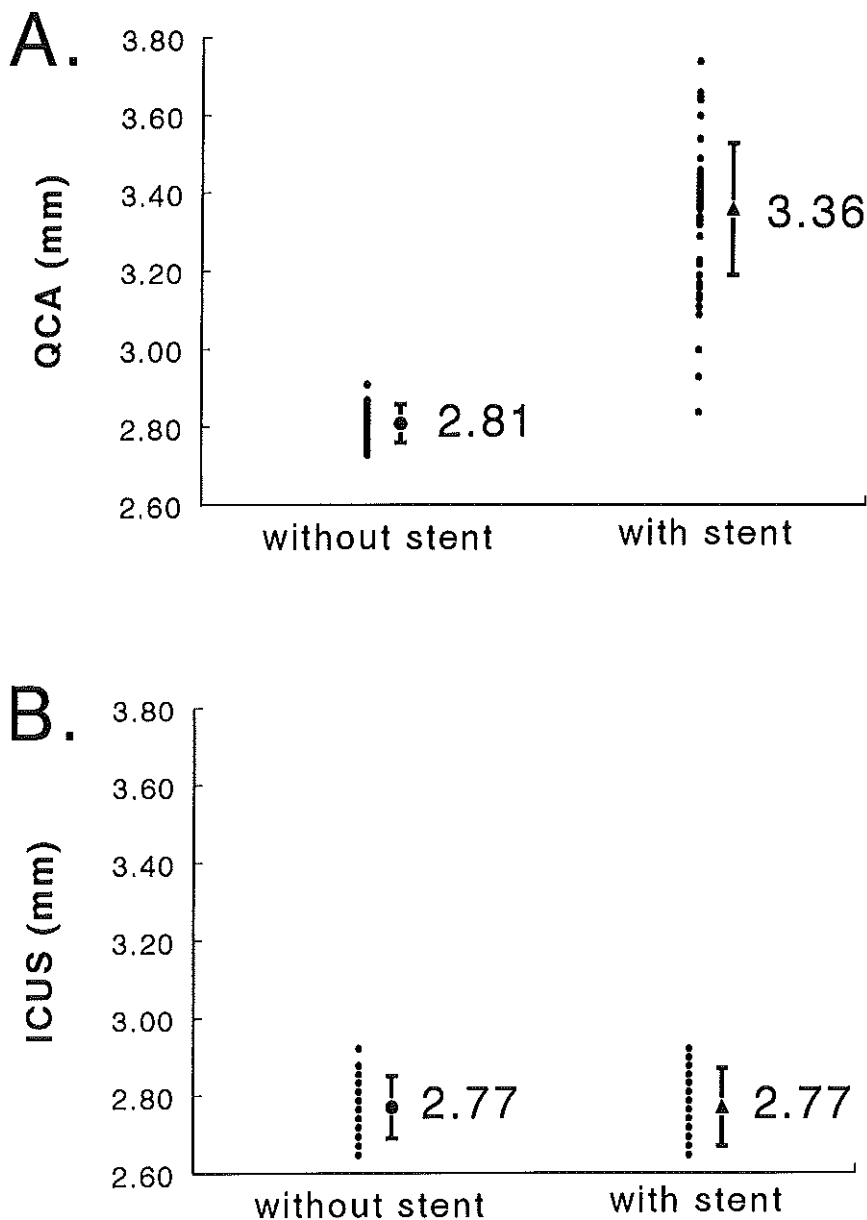 A.
QCA (mm)
3.80
3.60
3.40
3.20
3.00
2.80
2.60
2.81
3.36
without stent
with stent
B.
ICUS (mm)
3.80
3.60
3.40
3.20
3.00
2.80
2.60
2.77
2.77
without stent
with stent